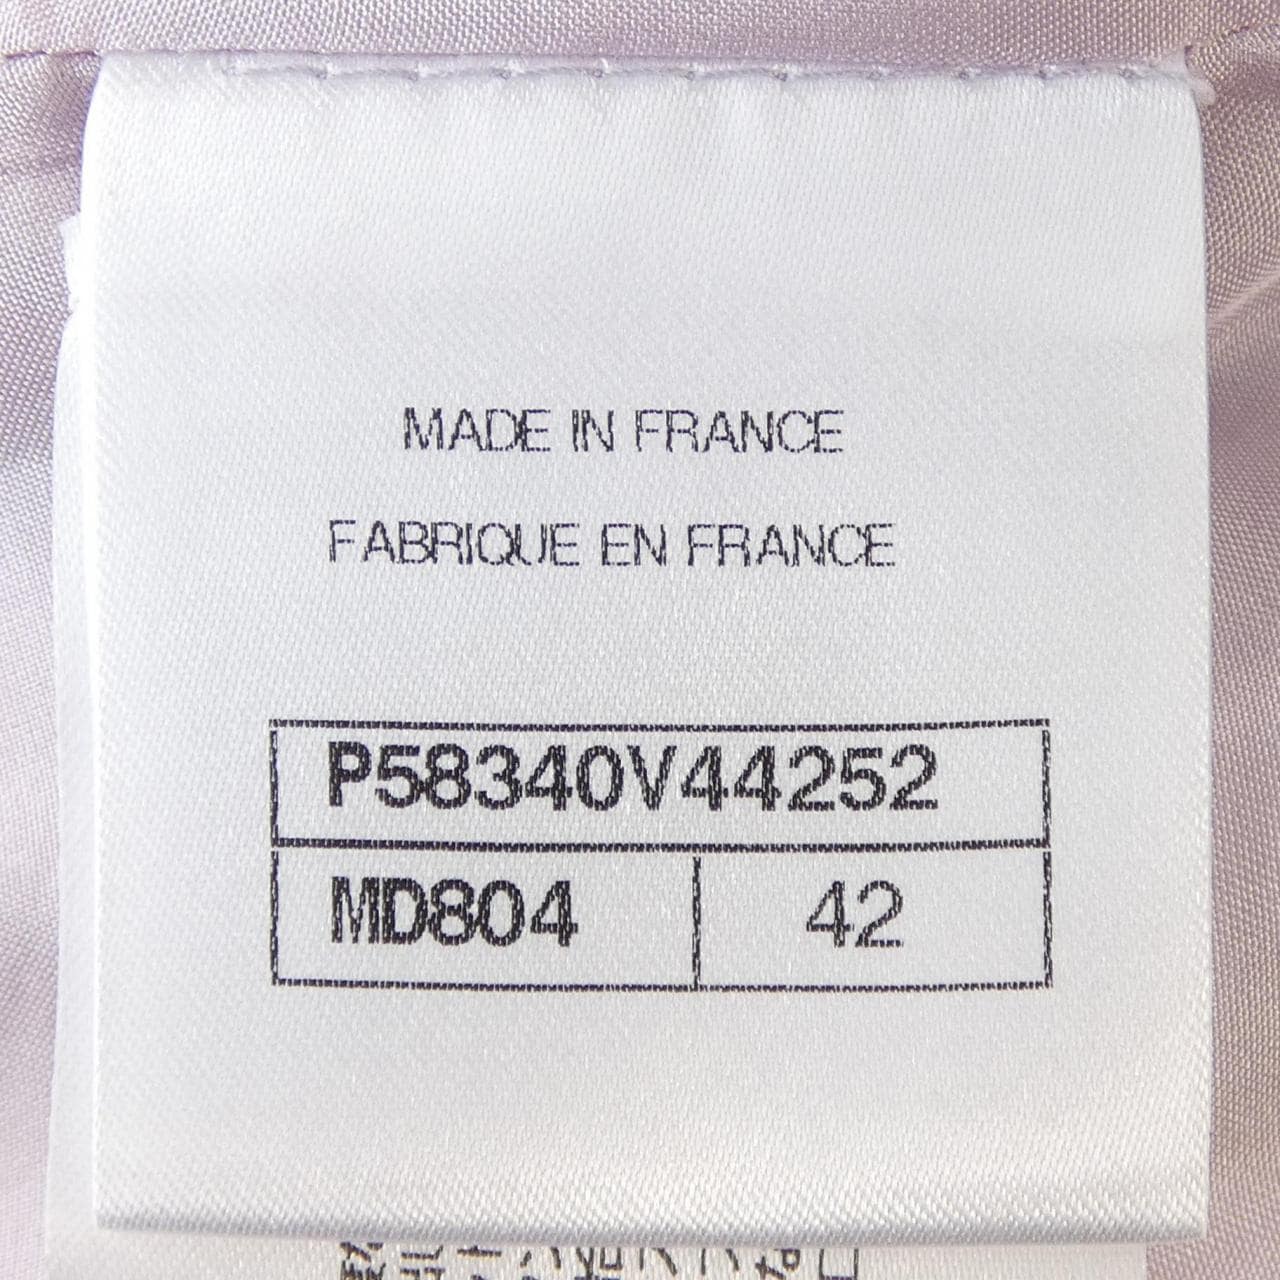 MADE IN FRANCE
FABRIQUE EN FRANCE
P58340V44252
MD804 42